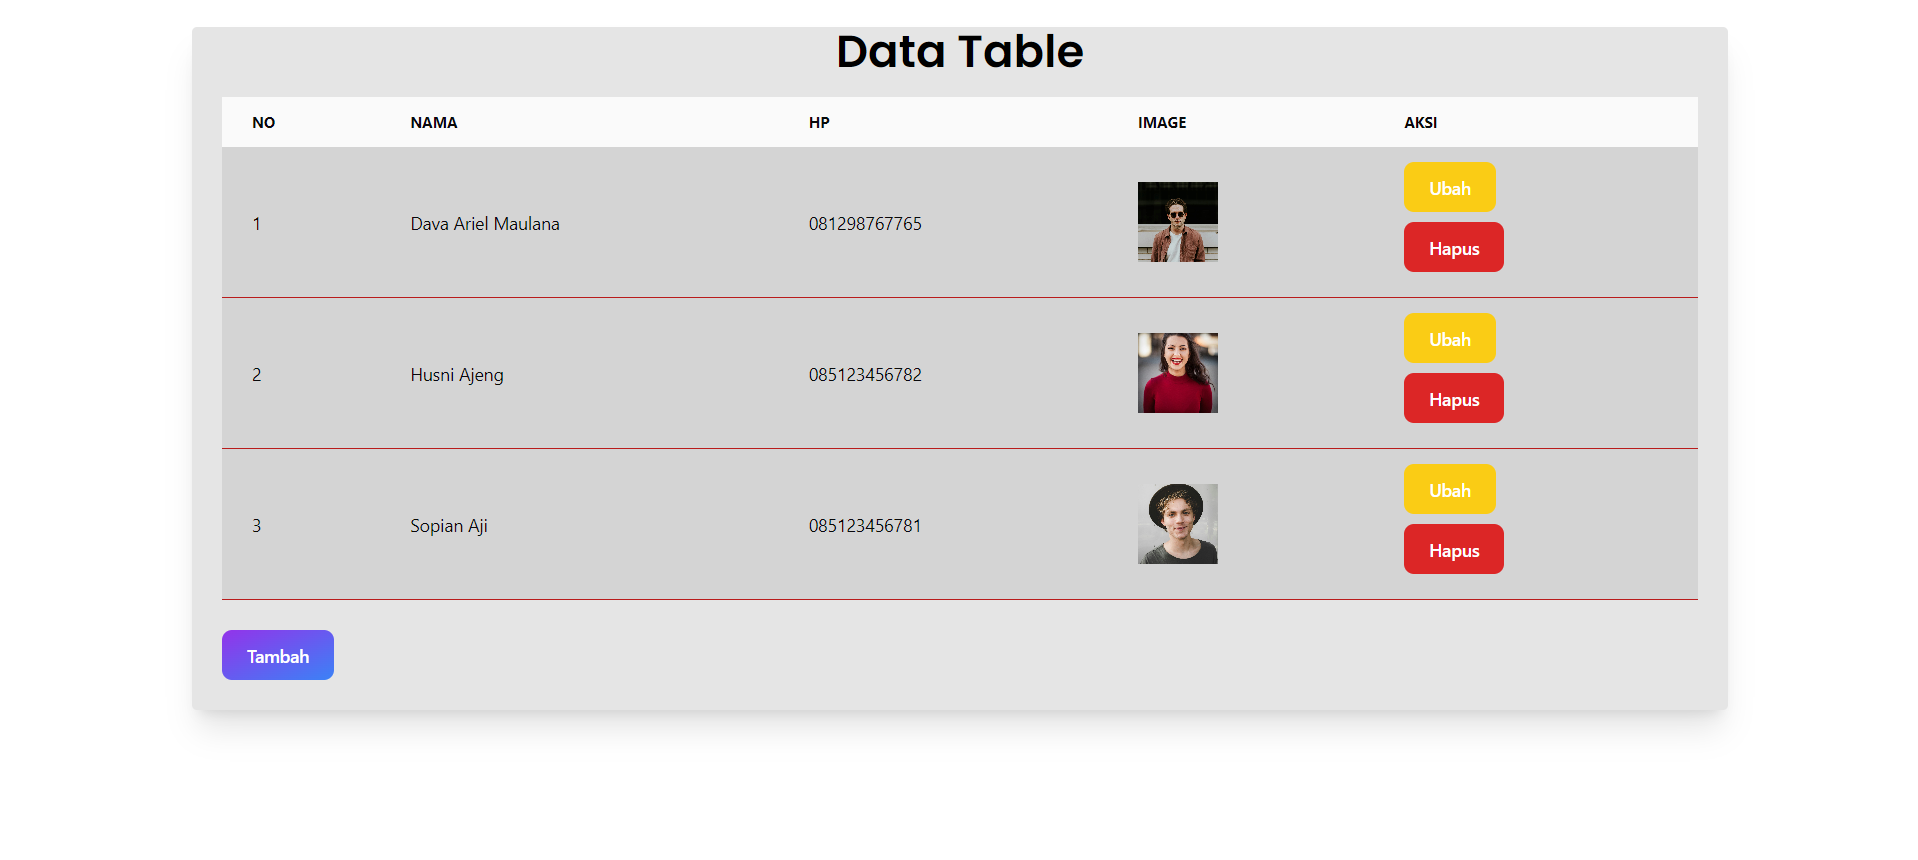 Data Table
NO NAMA HP IMAGE AKSI
1 Dava Ariel Maulana 081298767765 Ubah
Hapus
2 Husni Ajeng 085123456782 Ubah
Hapus
3 Sopian Aji 085123456781 Ubah
Hapus
Tambah